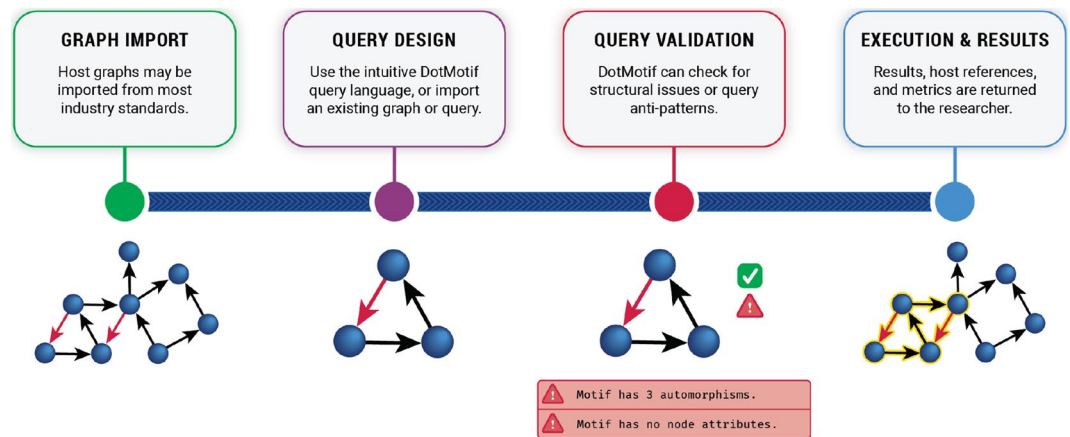 GRAPH IMPORT
Host graphs may be
imported from most
industry standards.
QUERY DESIGN
Use the intuitive DotMotif
query language, or import
an existing graph or query.
QUERY VALIDATION
DotMotif can check for
structural issues or query
anti-patterns.
EXECUTION & RESULTS
Results, host references,
and metrics are returned
to the researcher.
Motif has 3 automorphisms.
Motif has no node attributes.